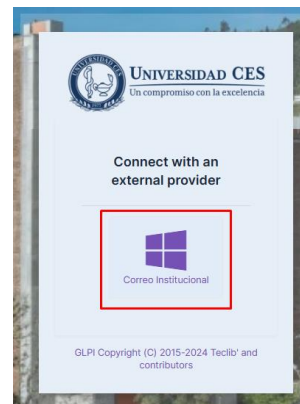 UNIVERSIDAD CES
Un compromiso con la excelencia
Connect with an
external provider
Correo Institucional
GLPI Copyright (C) 2015-2024 Teclib' and
contributors